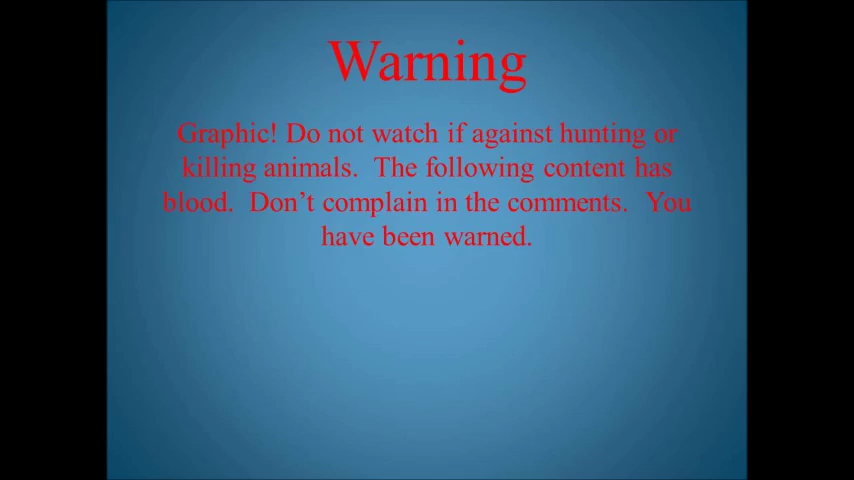 Warning
Graphic! Do not watch if against hunting or
killing animals.  The following content has
blood.  Don’t complain in the comments.  You
have been warned.